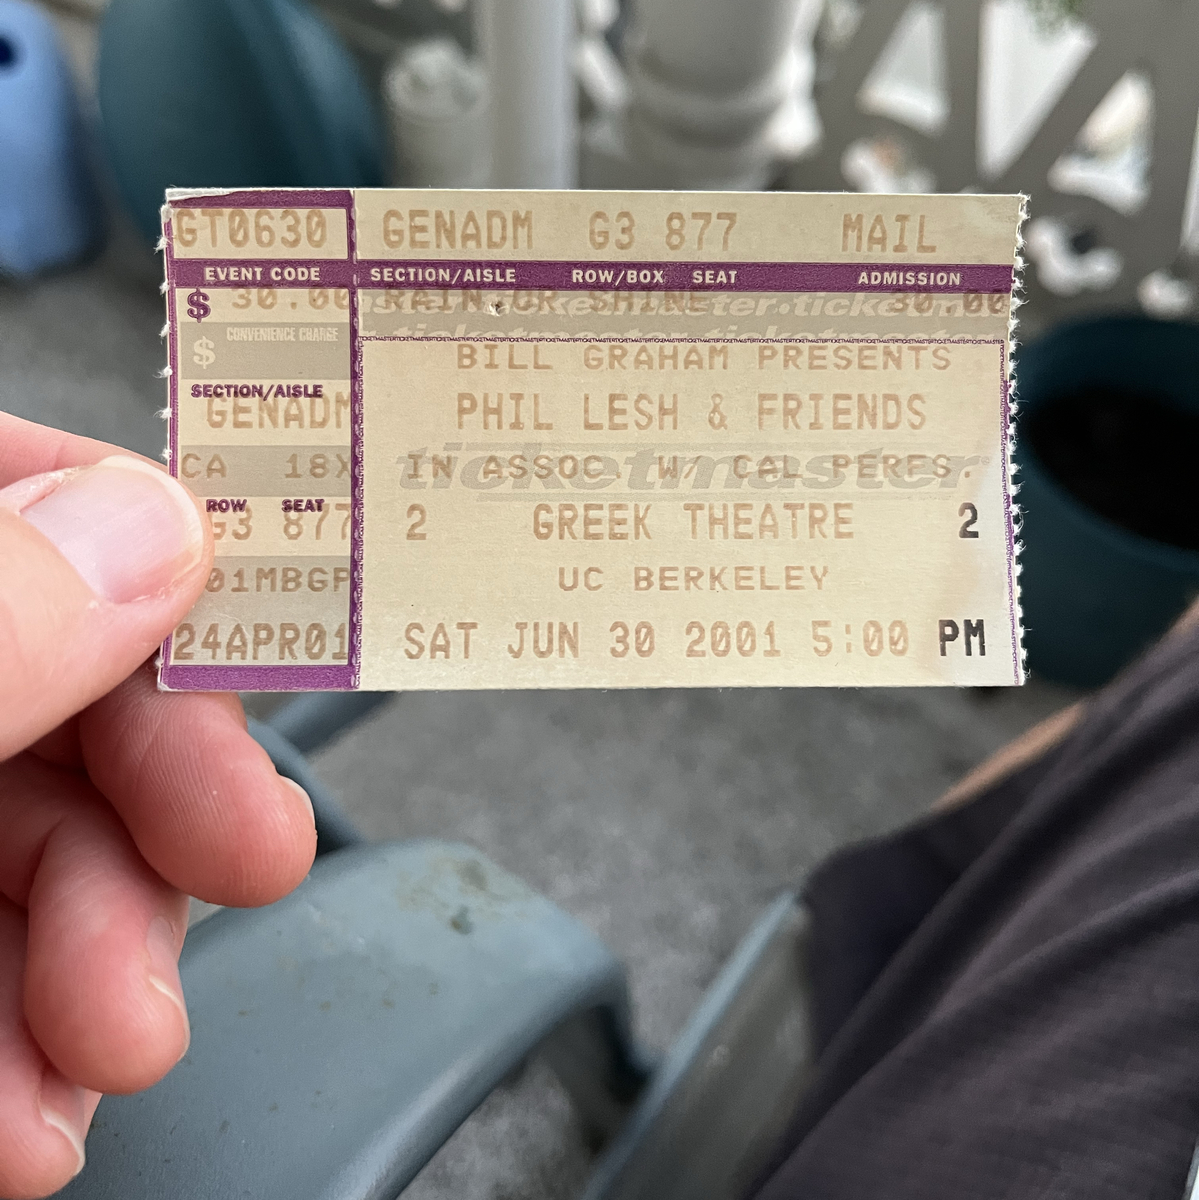 GT0630 GENADM G3 877 MAIL
EVENT CODE SECTION/AISLE ROW/BOX SEAT ADMISSION
$ 30.00 RAIN OR SHINE 30.00
$ CONVENIENCE CHARGE
BILL GRAHAM PRESENTS
SECTION/AISLE
GENADM PHIL LESH & FRIENDS
ticketmaster
CA 18X IN ASSOC W/ CAL PERFS.
ROW SEAT
G3 877 2 GREEK THEATRE 2
01MBGP UC BERKELEY
24APR01 SAT JUN 30 2001 5:00 PM